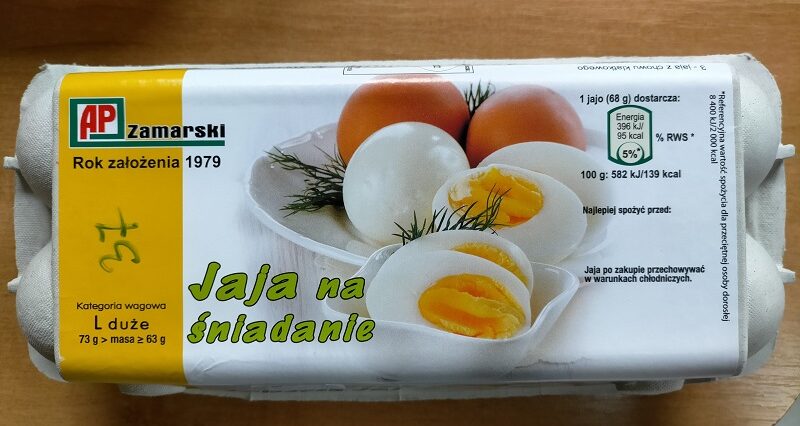 3 - jaja z chowu klatkowego
AP Zamarski
Rok założenia 1979
37
Kategoria wagowa
L duże
73 g > masa ≥ 63 g
Jaja na
śniadanie
1 jajo (68 g) dostarcza:
Energia
396 kJ/
95 kcal
5%*
% RWS *
100 g: 582 kJ/139 kcal
Najlepiej spożyć przed:
Jaja po zakupie przechowywać
w warunkach chłodniczych.
*Referencyjna wartość spożycia dla przeciętnej osoby dorosłej
8 400 kJ/2 000 kcal